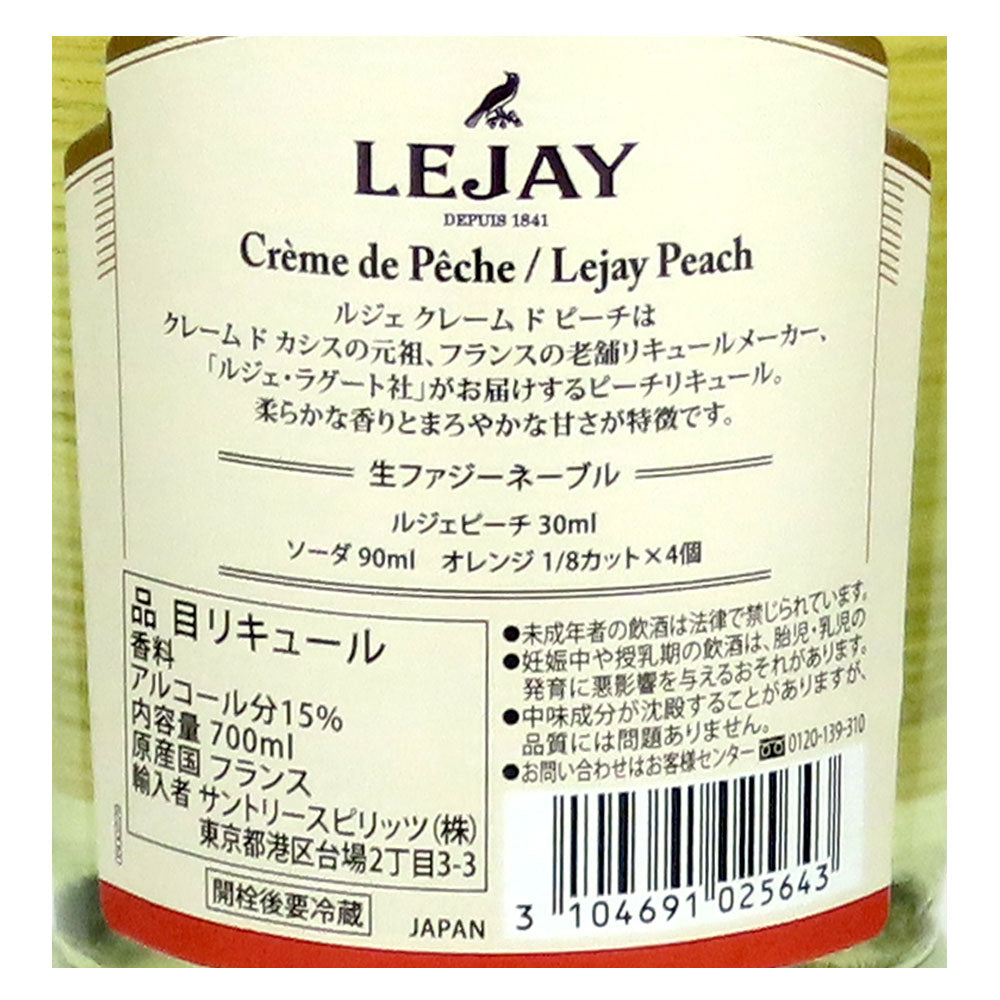 LEJAY
DEPUIS 1841
Crème de Pêche / Lejay Peach
ルジェ クレーム ド ピーチは
クレーム ド カシスの元祖、フランスの老舗リキュールメーカー、
「ルジェ・ラグート社」がお届けするピーチリキュール。
柔らかな香りとまろやかな甘さが特徴です。
生ファジーネーブル
ルジェピーチ 30ml
ソーダ 90ml オレンジ 1/8カット×4個
品 目 リキュール
香料
アルコール分15%
内容量 700ml
原産国 フランス
輸入者 サントリースピリッツ(株)
東京都港区台場2丁目3-3
開栓後要冷蔵
JAPAN
●未成年者の飲酒は法律で禁じられています。
●妊娠中や授乳期の飲酒は、胎児・乳児の
発育に悪影響を与えるおそれがあります。
●中味成分が沈殿することがありますが、
品質には問題ありません。
●お問い合わせはお客様センター 0120-139-310
3 104691 025643